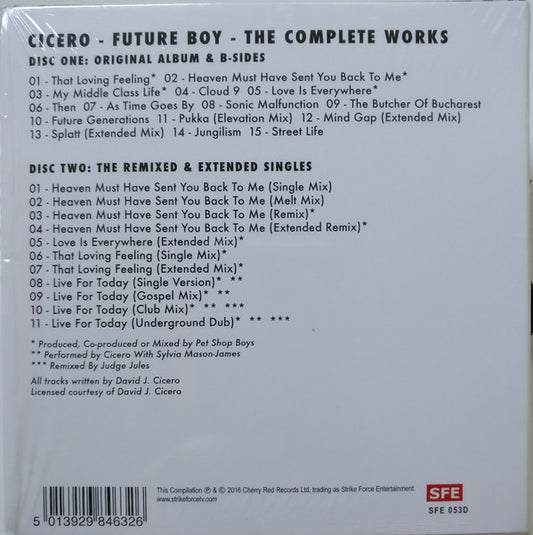 CICERO - FUTURE BOY - THE COMPLETE WORKS
DISC ONE: ORIGINAL ALBUM & B-SIDES
01 - That Loving Feeling* 02 - Heaven Must Have Sent You Back To Me*
03 - My Middle Class Life* 04 - Cloud 9 05 - Love Is Everywhere*
06 - Then 07 - As Time Goes By 08 - Sonic Malfunction 09 - The Butcher Of Bucharest
10 - Future Generations 11 - Pukka (Elevation Mix) 12 - Mind Gap (Extended Mix)
13 - Splatt (Extended Mix) 14 - Jungilism 15 - Street Life
DISC TWO: THE REMIXED & EXTENDED SINGLES
01 - Heaven Must Have Sent You Back To Me (Single Mix)
02 - Heaven Must Have Sent You Back To Me (Melt Mix)
03 - Heaven Must Have Sent You Back To Me (Remix)*
04 - Heaven Must Have Sent You Back To Me (Extended Remix)*
05 - Love Is Everywhere (Extended Mix)*
06 - That Loving Feeling (Single Mix)*
07 - That Loving Feeling (Extended Mix)*
08 - Live For Today (Single Version)* **
09 - Live For Today (Gospel Mix)* **
10 - Live For Today (Club Mix)* ** ***
11 - Live For Today (Underground Dub)* ** ***
* Produced, Co-produced or Mixed by Pet Shop Boys
** Performed by Cicero With Sylvia Mason-James
*** Remixed By Judge Jules
All tracks written by David J. Cicero
Licensed courtesy of David J. Cicero
This Compilation ℗ & © 2016 Cherry Red Records Ltd, trading as Strike Force Entertainment.
www.strikeforcetv.com
SFE
SFE 053D
5 013929 846326